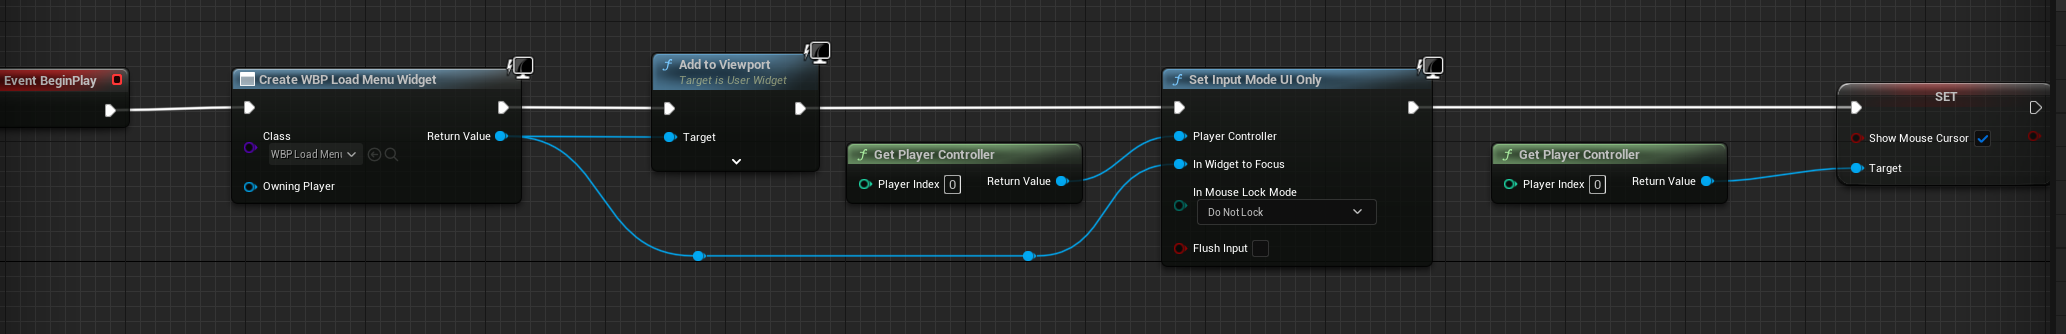 Event BeginPlay
Create WBP Load Menu Widget
Class
WBP Load Menu
Return Value
Owning Player
Add to Viewport
Target is User Widget
Target
Get Player Controller
Player Index 0
Return Value
Set Input Mode UI Only
Player Controller
In Widget to Focus
In Mouse Lock Mode
Do Not Lock
Flush Input
Get Player Controller
Player Index 0
Return Value
SET
Show Mouse Cursor
Target